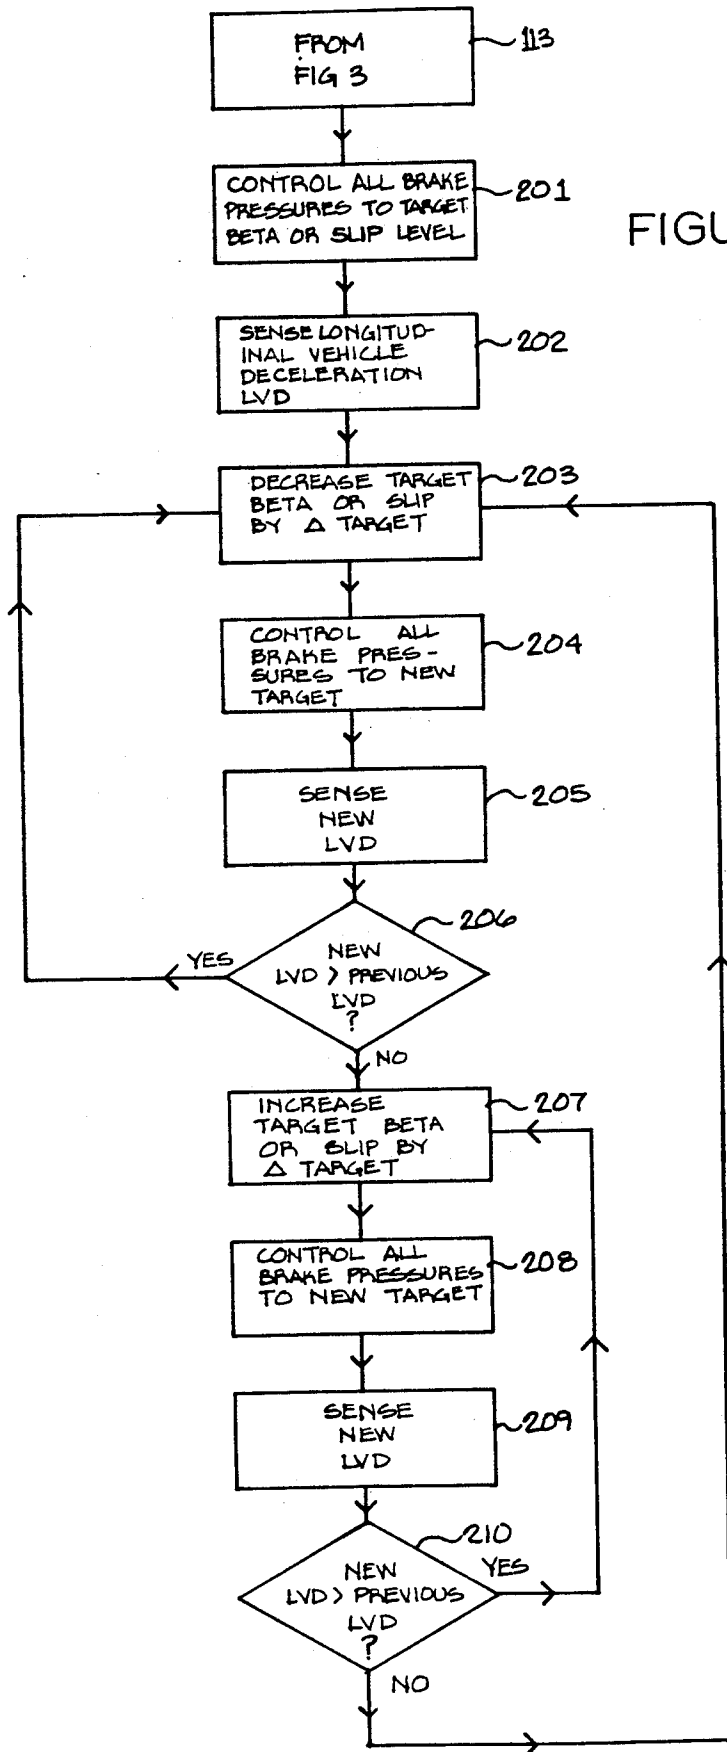 FROM
FIG 3
113
CONTROL ALL BRAKE
PRESSURES TO TARGET
BETA OR SLIP LEVEL
201
FIGU
SENSE LONGITUD-
INAL VEHICLE
DECELERATION
LVD
202
DECREASE TARGET
BETA OR SLIP
BY Δ TARGET
203
CONTROL ALL
BRAKE PRES-
SURES TO NEW
TARGET
204
SENSE
NEW
LVD
205
206
NEW
LVD > PREVIOUS
LVD
?
YES
NO
INCREASE
TARGET BETA
OR SLIP BY
Δ TARGET
207
CONTROL ALL
BRAKE PRESSURES
TO NEW TARGET
208
SENSE
NEW
LVD
209
210
NEW
LVD > PREVIOUS
LVD
?
YES
NO